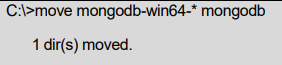 C:\>move mongodb-win64-* mongodb
1 dir(s) moved.